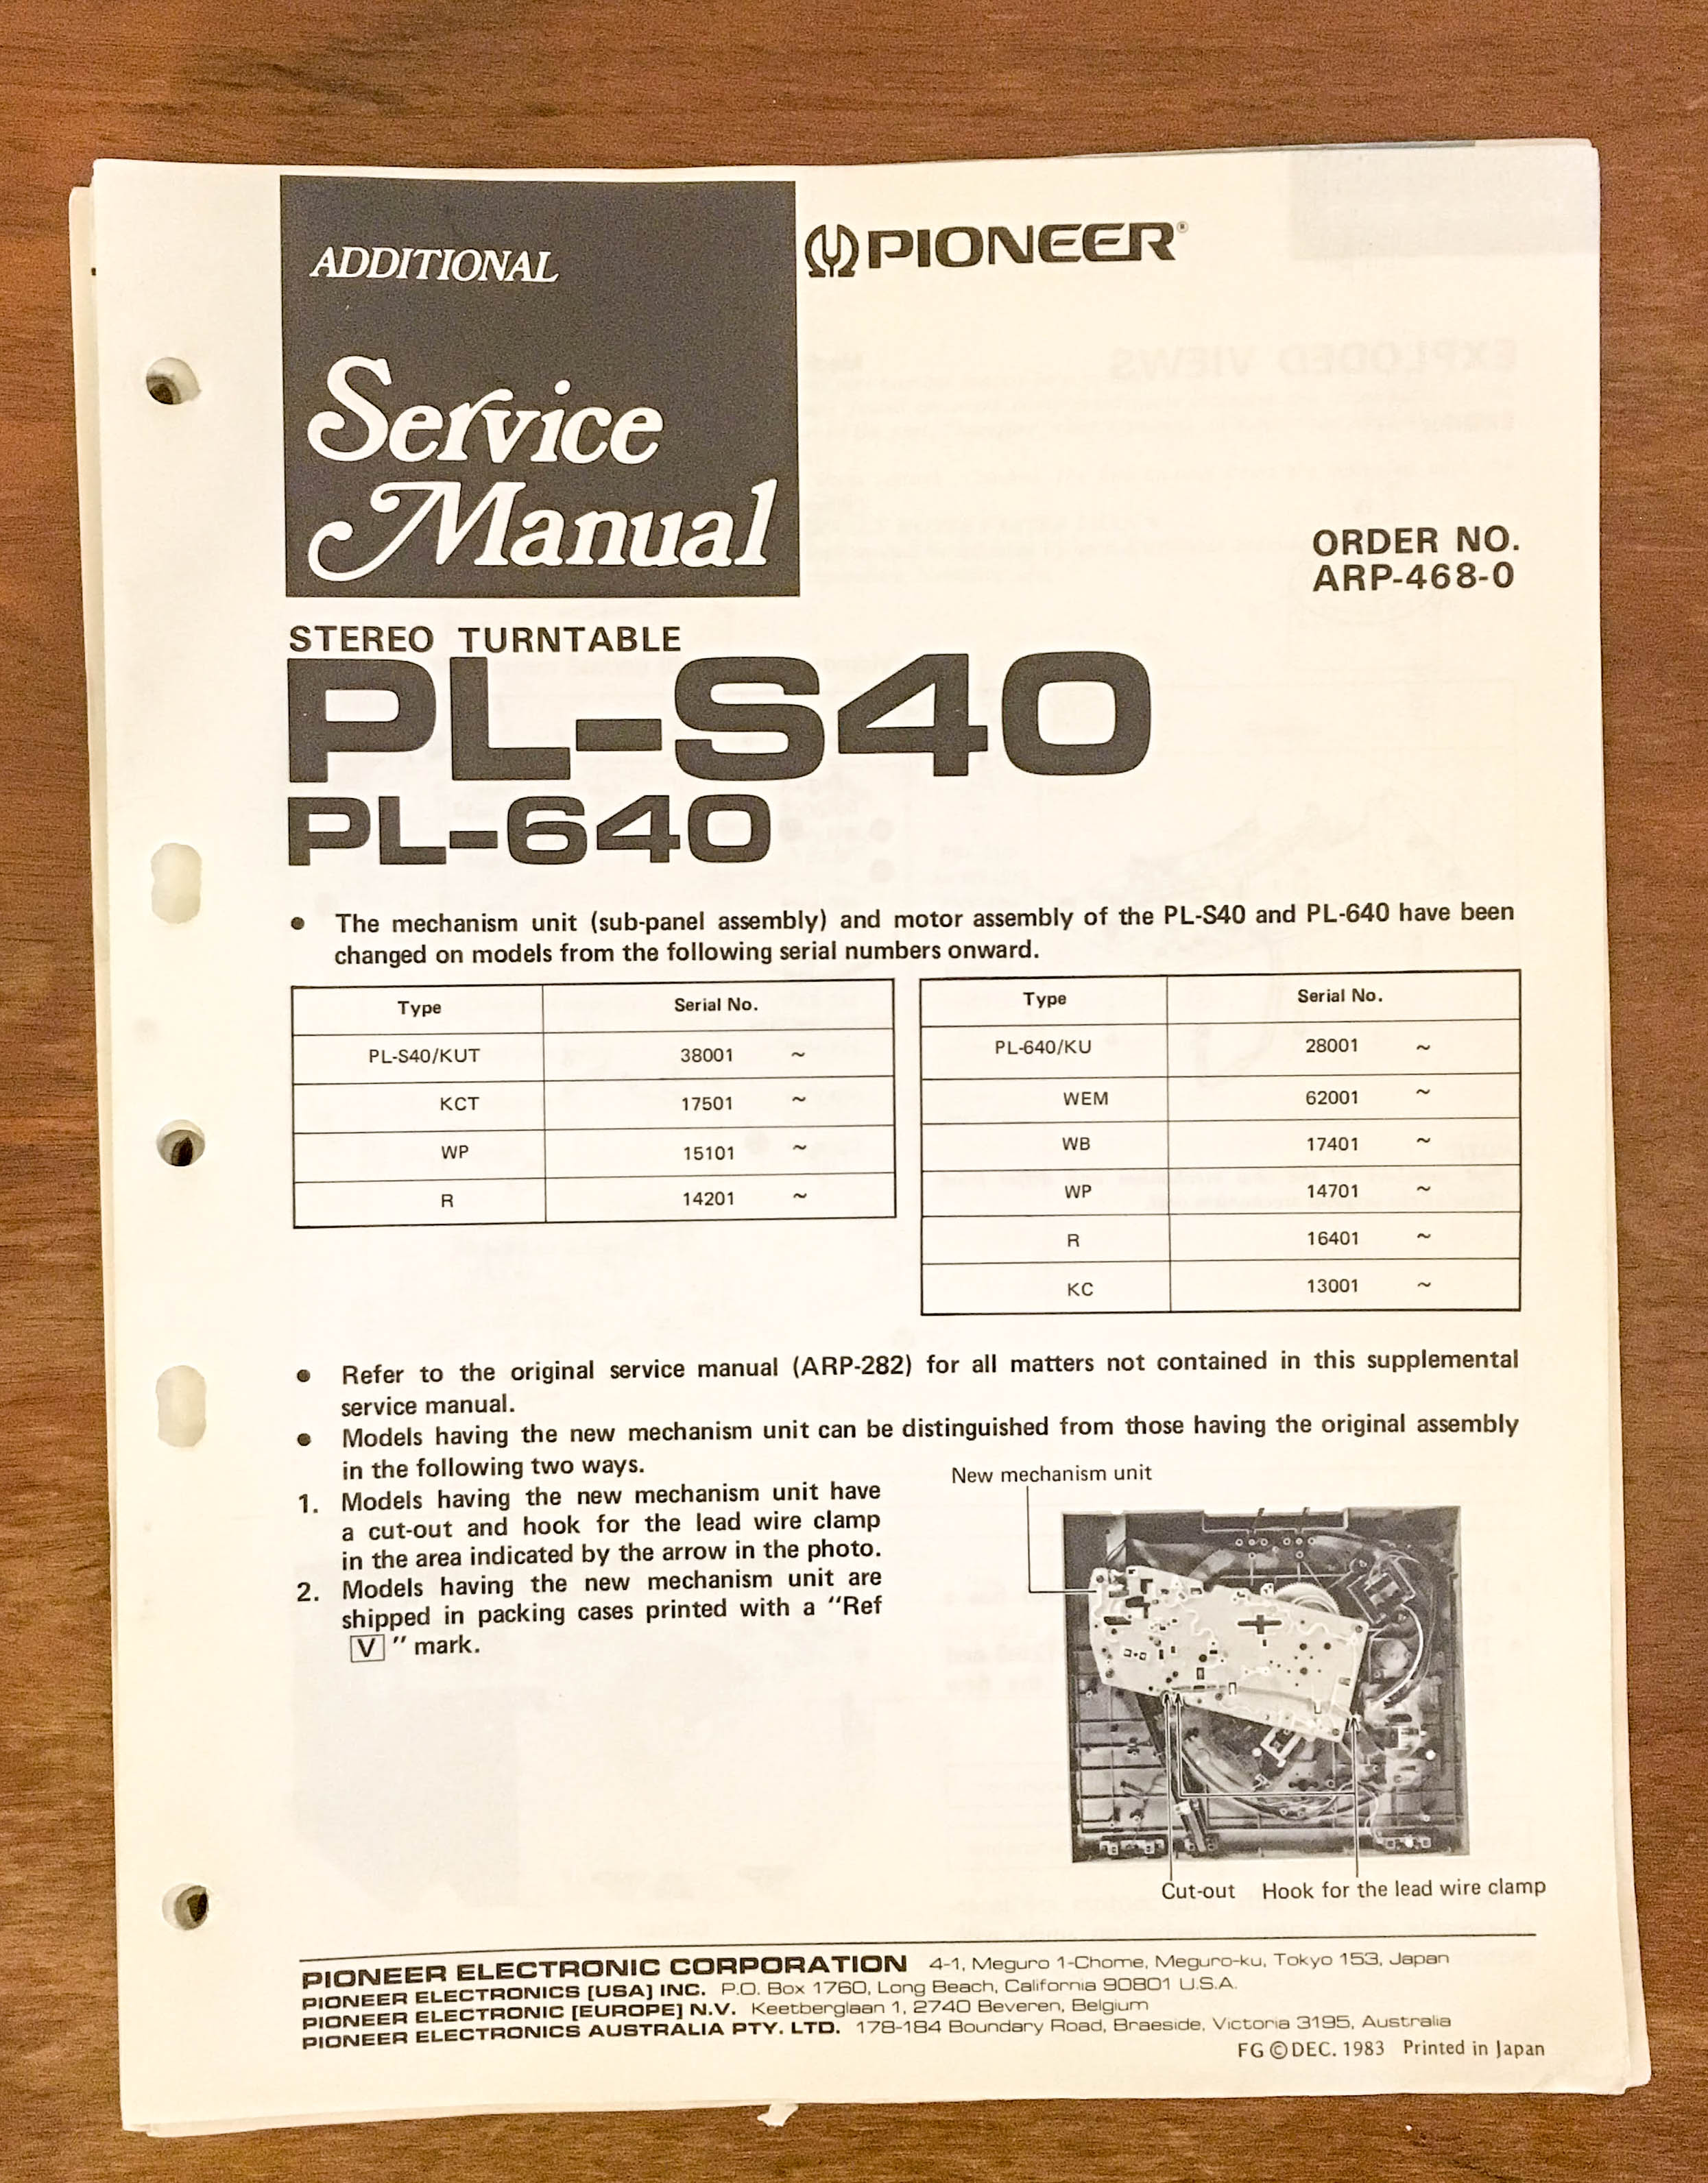 ADDITIONAL
Service
Manual
PIONEER®
ORDER NO.
ARP-468-0
STEREO TURNTABLE
PL-S40
PL-640
● The mechanism unit (sub-panel assembly) and motor assembly of the PL-S40 and PL-640 have been
changed on models from the following serial numbers onward.
Type Serial No.
PL-S40/KUT 38001 ~
KCT 17501 ~
WP 15101 ~
R 14201 ~
Type Serial No.
PL-640/KU 28001 ~
WEM 62001 ~
WB 17401 ~
WP 14701 ~
R 16401 ~
KC 13001 ~
● Refer to the original service manual (ARP-282) for all matters not contained in this supplemental
service manual.
● Models having the new mechanism unit can be distinguished from those having the original assembly
in the following two ways.
1. Models having the new mechanism unit have
a cut-out and hook for the lead wire clamp
in the area indicated by the arrow in the photo.
2. Models having the new mechanism unit are
shipped in packing cases printed with a "Ref
V " mark.
New mechanism unit
Cut-out Hook for the lead wire clamp
PIONEER ELECTRONIC CORPORATION 4-1, Meguro 1-Chome, Meguro-ku, Tokyo 153, Japan
PIONEER ELECTRONICS [USA] INC. P.O. Box 1760, Long Beach, California 90801 U.S.A.
PIONEER ELECTRONIC [EUROPE] N.V. Keetberglaan 1, 2740 Beveren, Belgium
PIONEER ELECTRONICS AUSTRALIA PTY. LTD. 178-184 Boundary Road, Braeside, Victoria 3195, Australia
FG © DEC. 1983 Printed in Japan
EXPLODED VIEWS